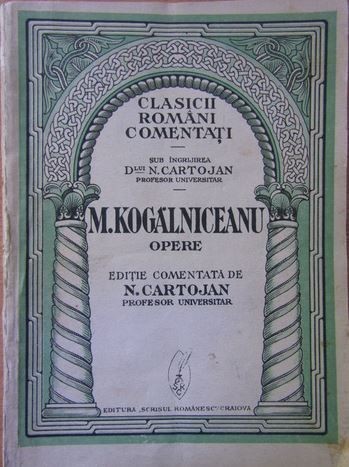 CLASICII
ROMÂNI
COMENTAȚI
SUB ÎNGRIJIREA
DLUI N. CARTOJAN
PROFESOR UNIVERSITAR
M. KOGĂLNICEANU
OPERE
EDIȚIE COMENTATĂ DE
N. CARTOJAN
PROFESOR UNIVERSITAR
EDITURA „SCRISUL ROMÂNESC" CRAIOVA